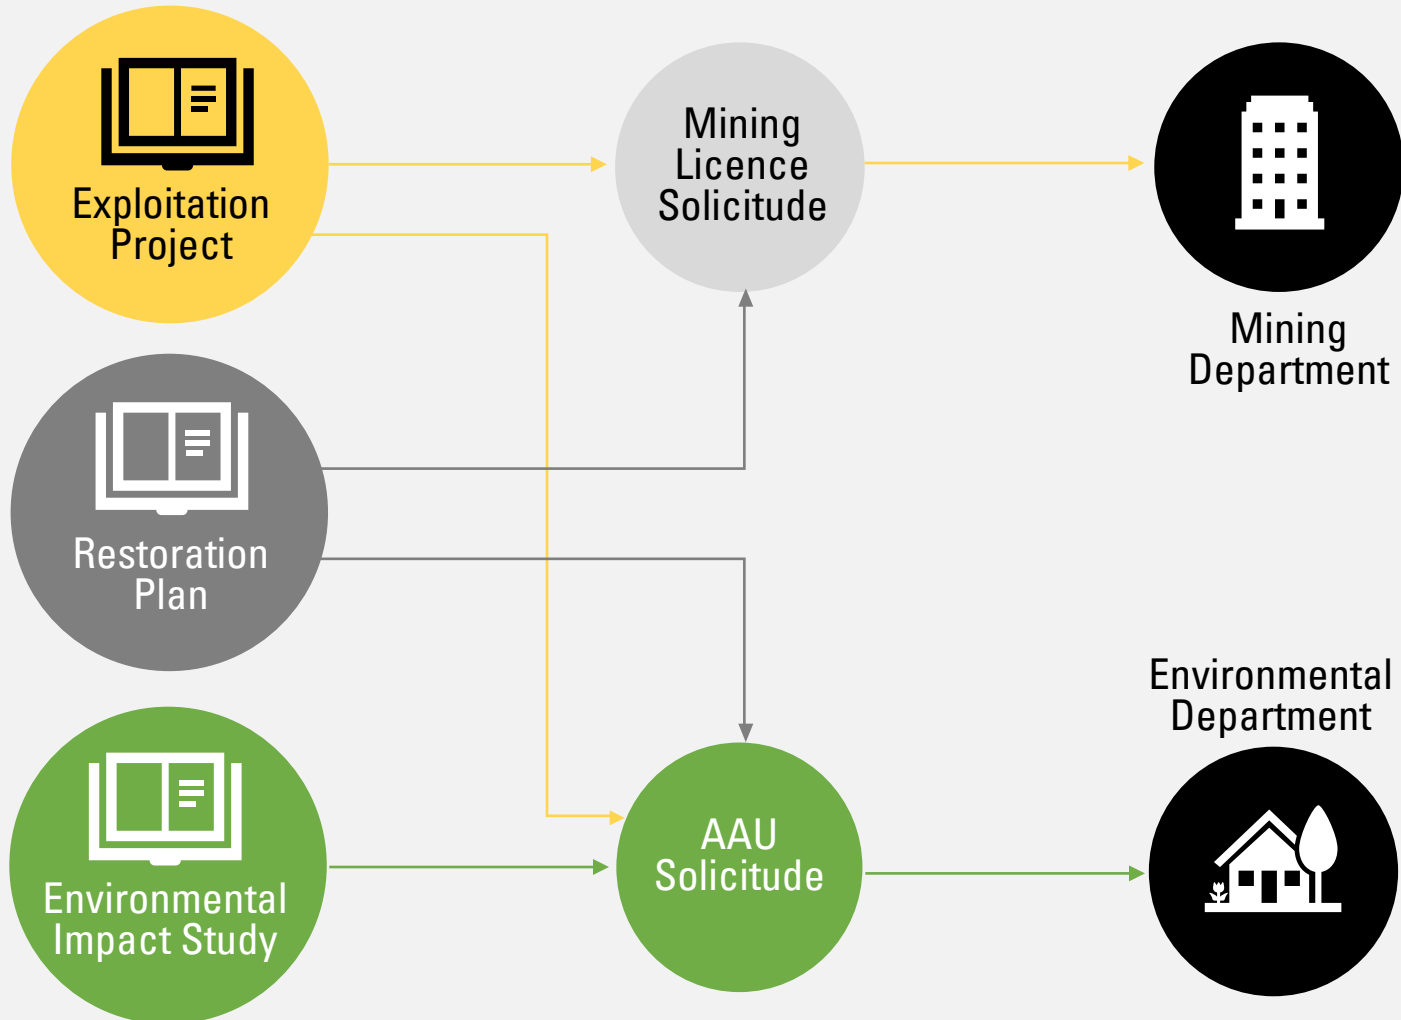 Exploitation
Project
Mining
Licence
Solicitude
Mining
Department
Restoration
Plan
Environmental
Impact Study
AAU
Solicitude
Environmental
Department